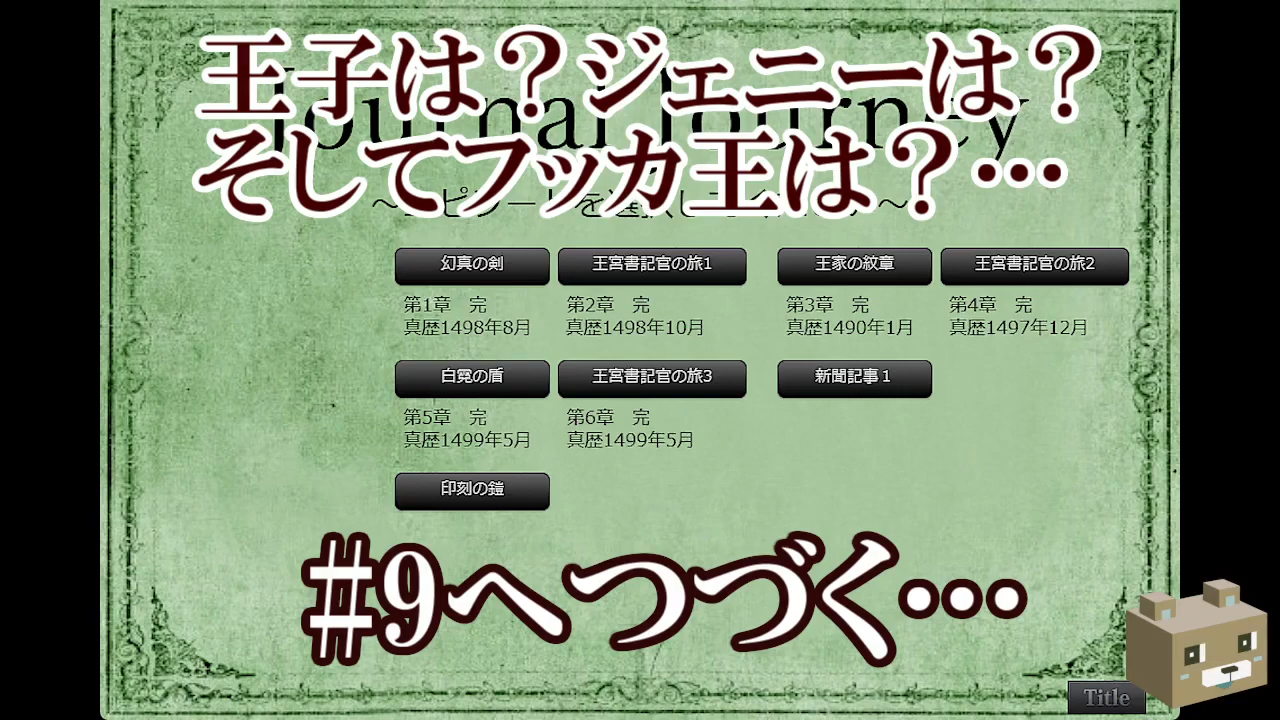 王子は？ジェニーは？
Journal Journey
そしてフッカ王は？…
幻真の剣 王宮書記官の旅1 王家の紋章 王宮書記官の旅2
第1章　完 第2章　完 第3章　完 第4章　完
真歴1498年8月 真歴1498年10月 真歴1490年1月 真歴1497年12月
白霓の盾 王宮書記官の旅3 新聞記事１
第5章　完 第6章　完
真歴1499年5月 真歴1499年5月
印刻の鎧
#9へつづく…
Title